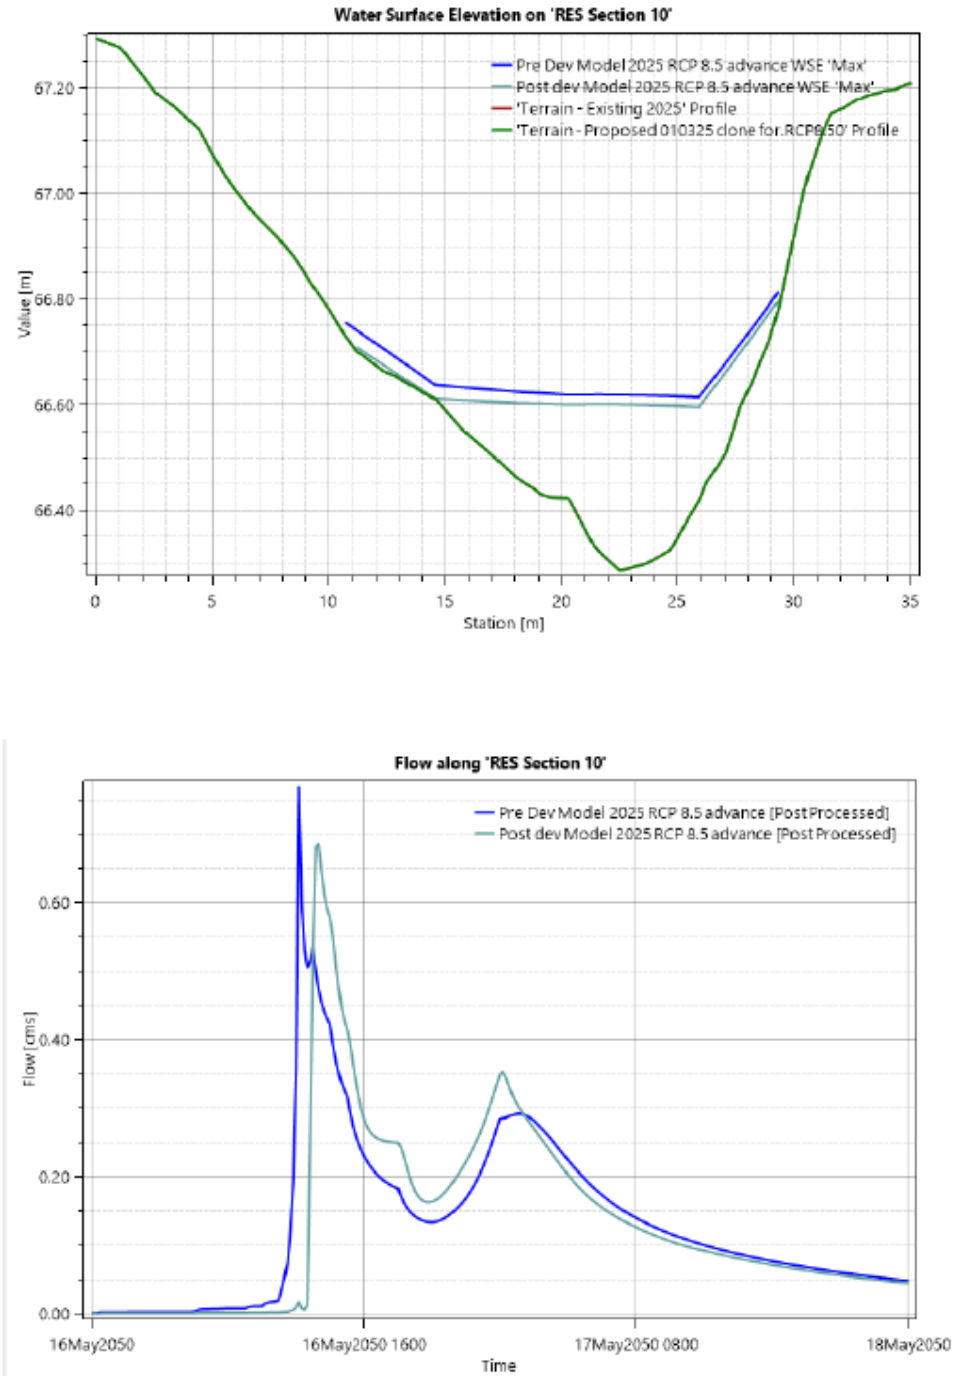 Water Surface Elevation on 'RES Section 10'
Pre Dev Model 2025 RCP 8.5 advance WSE 'Max'
Post dev Model 2025 RCP 8.5 advance WSE 'Max'
'Terrain - Existing 2025' Profile
'Terrain - Proposed 010325 clone for RCP8.50' Profile
67.20
67.00
66.80
66.60
66.40
Value [m]
0 5 10 15 20 25 30 35
Station [m]
Flow along 'RES Section 10'
Pre Dev Model 2025 RCP 8.5 advance [Post Processed]
Post dev Model 2025 RCP 8.5 advance [Post Processed]
0.60
0.40
0.20
0.00
Flow [cms]
16May2050 16May2050 1600 17May2050 0800 18May2050
Time